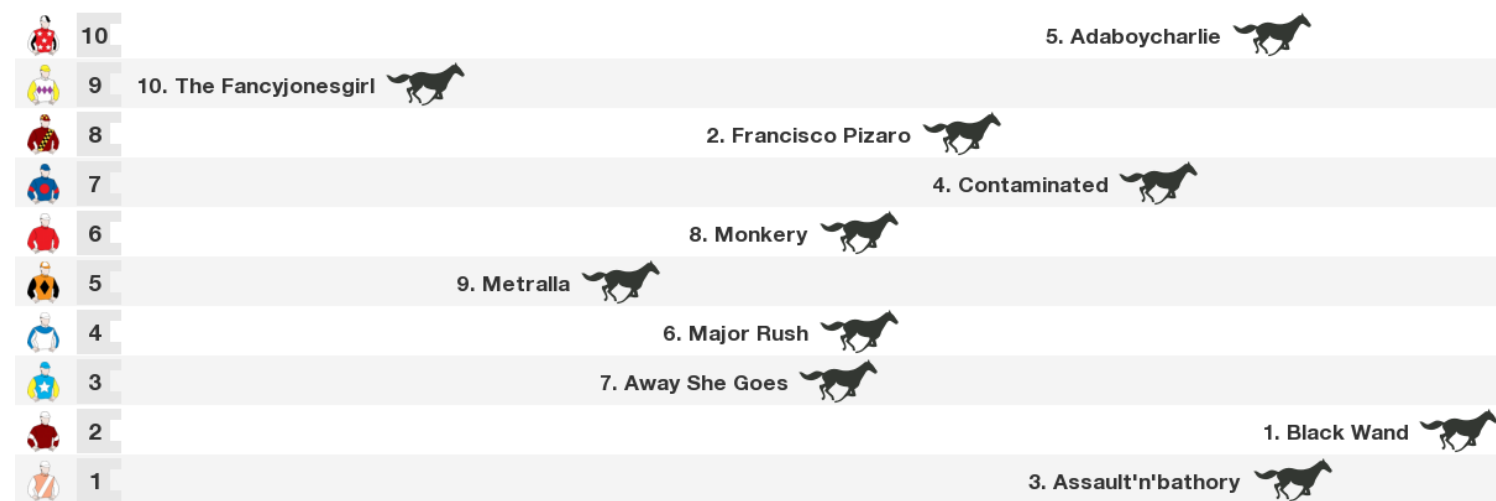 10 5. Adaboycharlie
9 10. The Fancyjonesgirl
8 2. Francisco Pizaro
7 4. Contaminated
6 8. Monkery
5 9. Metralla
4 6. Major Rush
3 7. Away She Goes
2 1. Black Wand
1 3. Assault'n'bathory